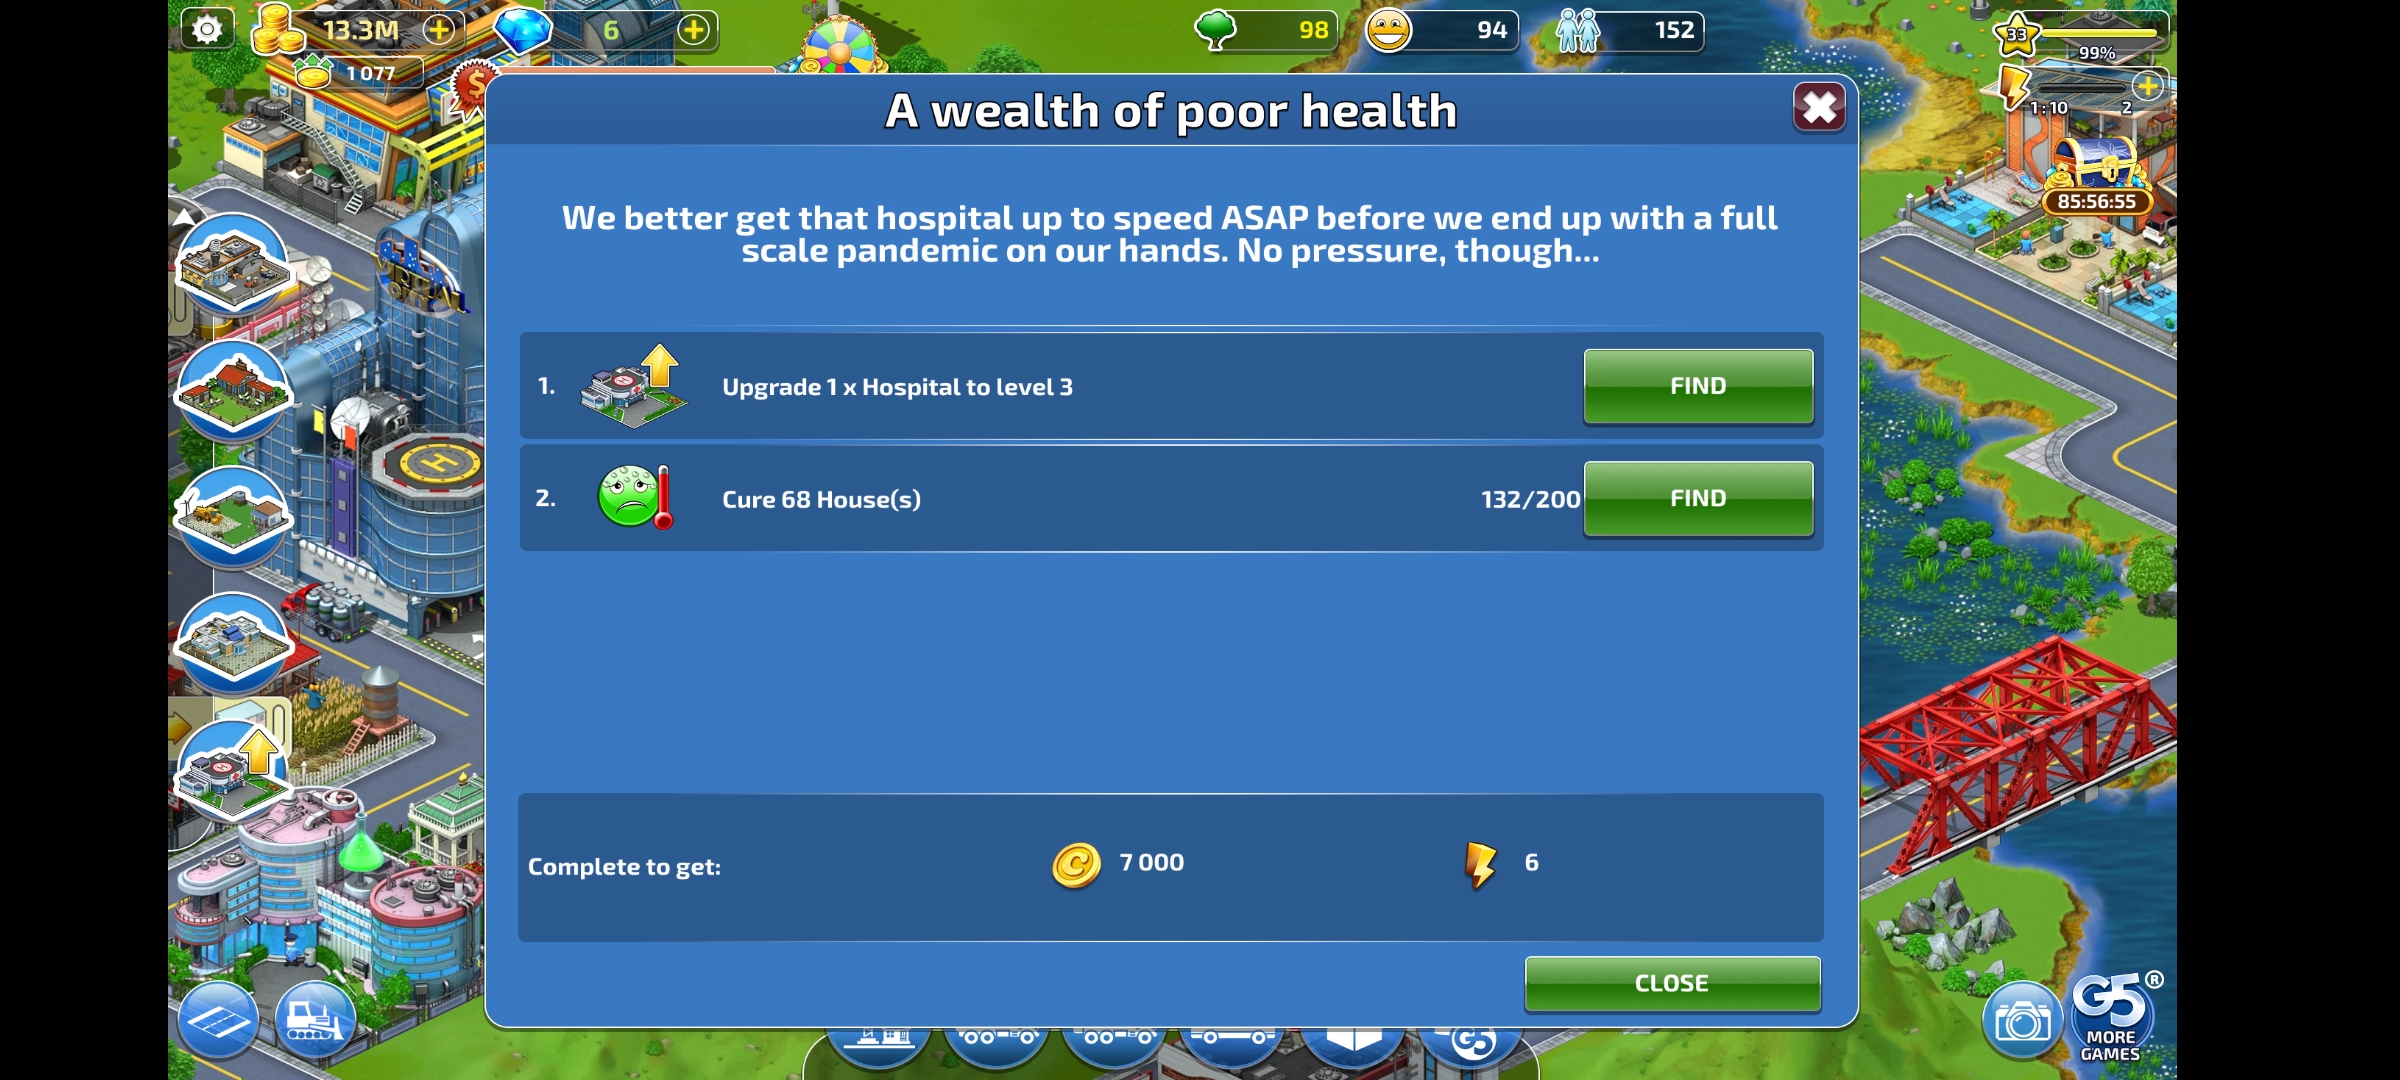 13.3M
6
98
94
152
33
99%
1 077
1:10
2
A wealth of poor health
85:56:55
We better get that hospital up to speed ASAP before we end up with a full
scale pandemic on our hands. No pressure, though...
1. Upgrade 1 x Hospital to level 3 FIND
2. Cure 68 House(s) 132/200 FIND
Complete to get: 7 000 6
CLOSE
G5®
MORE
GAMES
G5